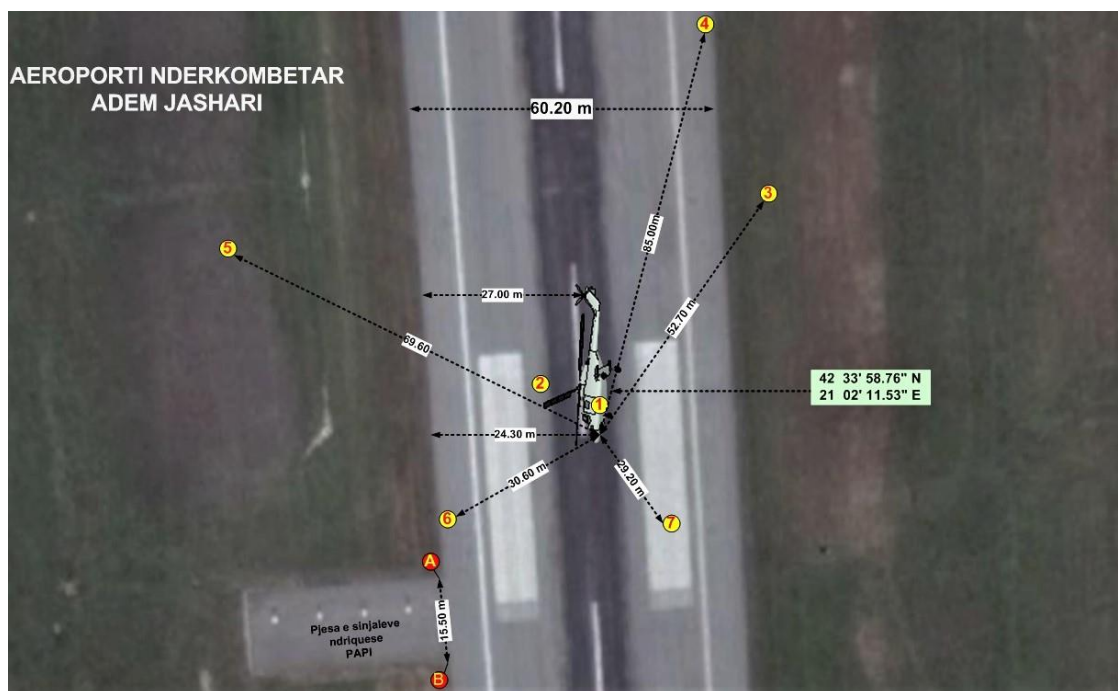 AEROPORTI NDERKOMBETAR
ADEM JASHARI
4
60.20 m
3
85.00m
5
27.00 m
52.70 m
69.60
42 33' 58.76" N
21 02' 11.53" E
2
1
24.30 m
30.60 m
29.20 m
6
7
A
15.50 m
Pjesa e sinjaleve
ndriquese
PAPI
B